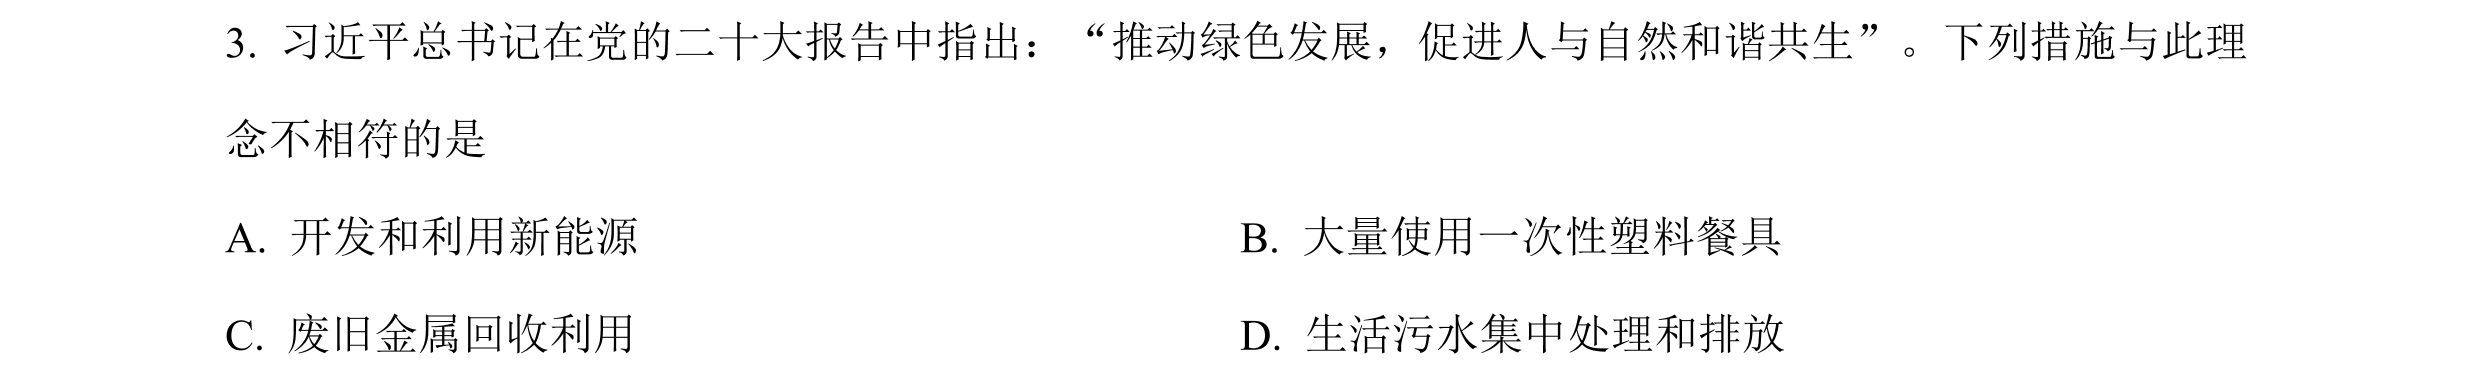 3. 习近平总书记在党的二十大报告中指出：“推动绿色发展，促进人与自然和谐共生”。下列措施与此理
念不相符的是
A. 开发和利用新能源 B. 大量使用一次性塑料餐具
C. 废旧金属回收利用 D. 生活污水集中处理和排放